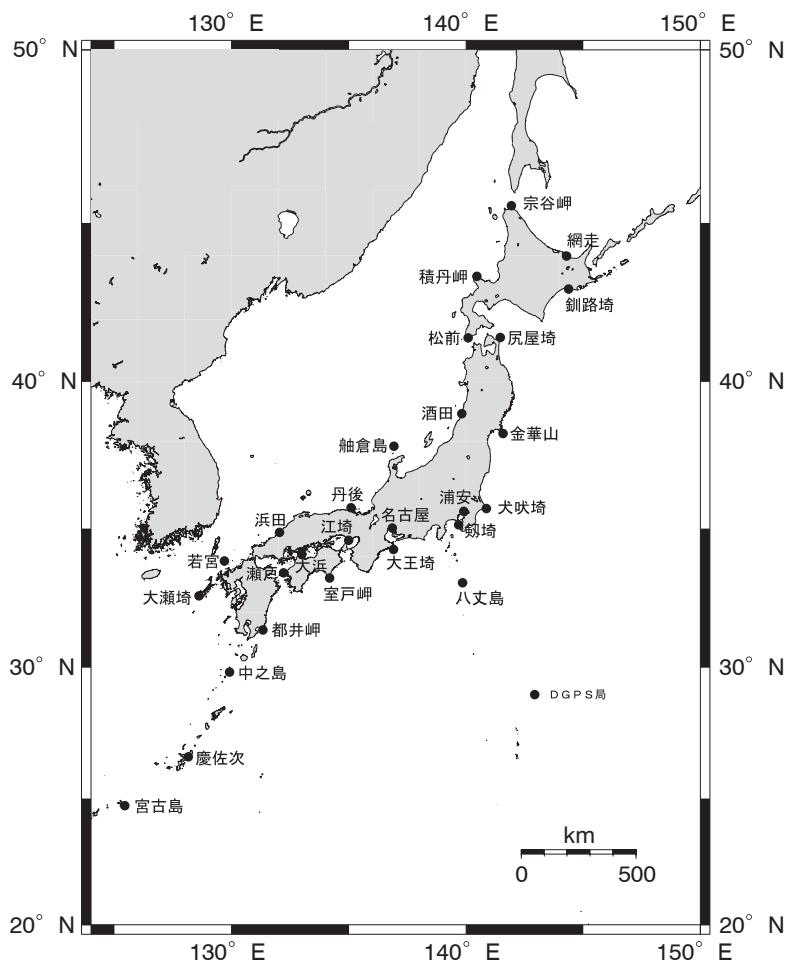 130° E 140° E 150° E
50° N 50° N
宗谷岬
網走
積丹岬
釧路埼
松前 尻屋埼
40° N 40° N
酒田
金華山
舳倉島
丹後
浦安 犬吠埼
浜田 江埼 名古屋
剱埼
若宮 瀬戸 大浜 大王埼
大瀬埼 室戸岬 八丈島
都井岬
30° N 30° N
中之島
DGPS局
慶佐次
宮古島
km
0 500
20° N 20° N
130° E 140° E 150° E